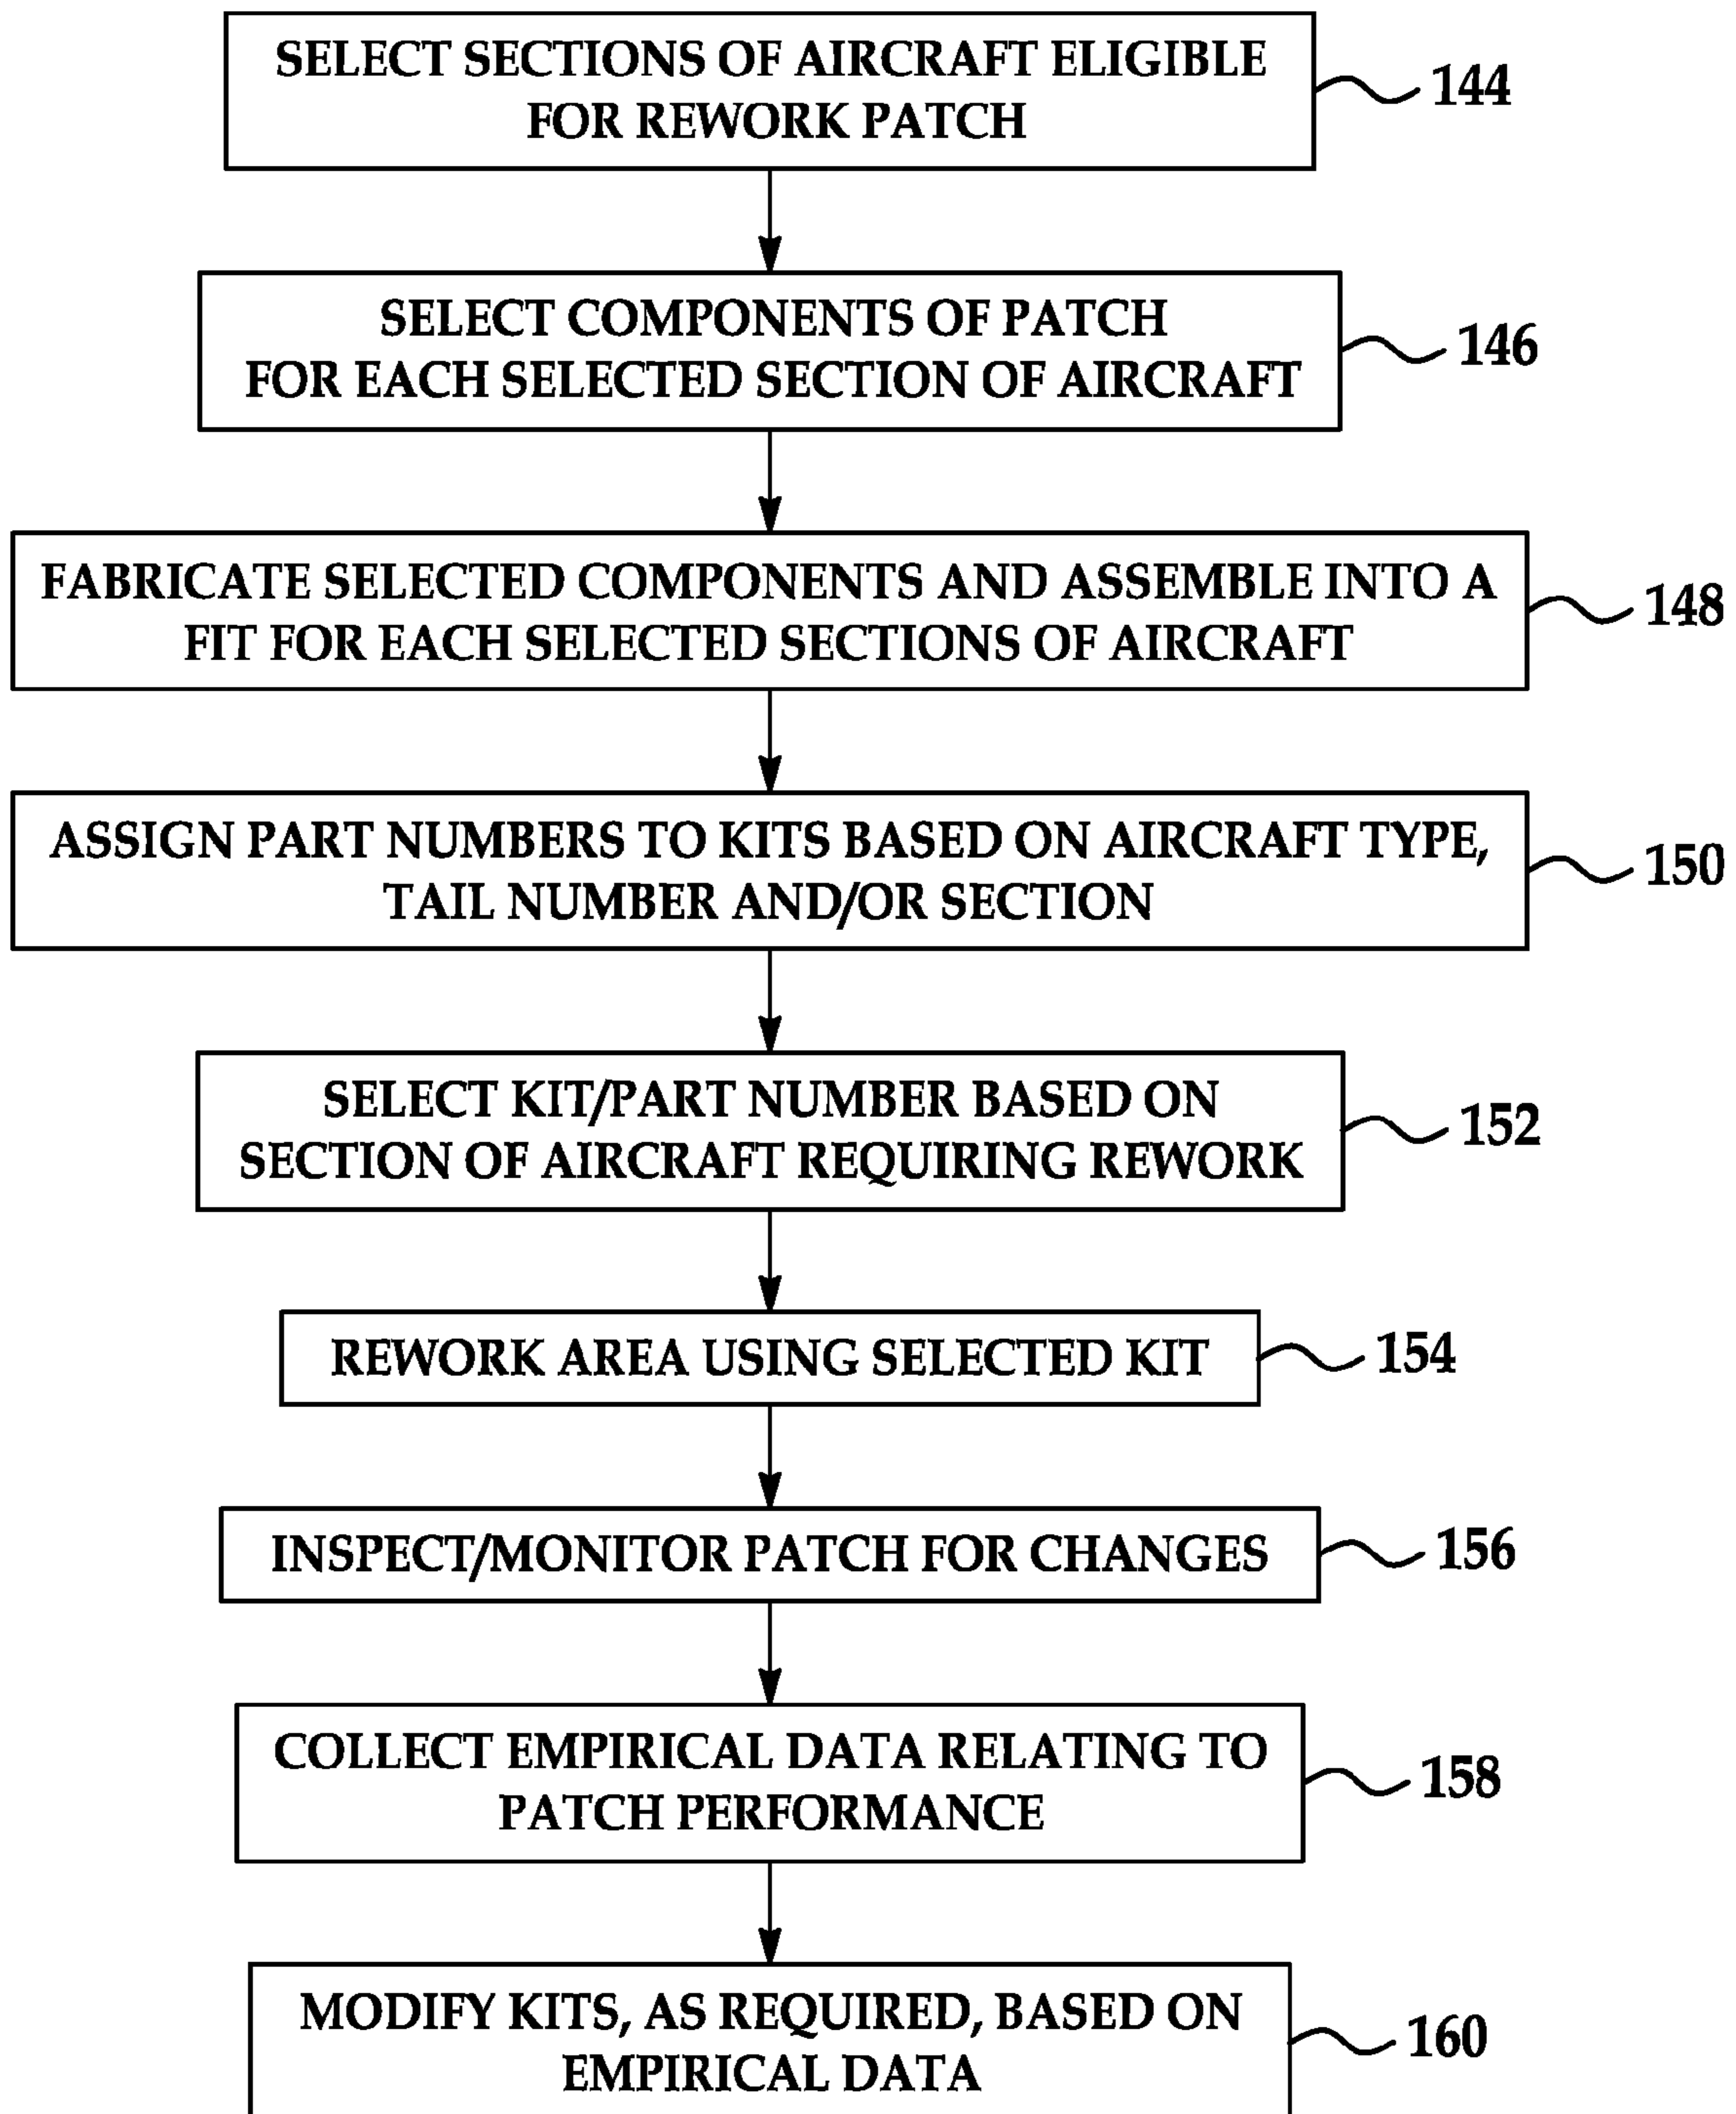 SELECT SECTIONS OF AIRCRAFT ELIGIBLE
FOR REWORK PATCH
144
SELECT COMPONENTS OF PATCH
FOR EACH SELECTED SECTION OF AIRCRAFT
146
FABRICATE SELECTED COMPONENTS AND ASSEMBLE INTO A
FIT FOR EACH SELECTED SECTIONS OF AIRCRAFT
148
ASSIGN PART NUMBERS TO KITS BASED ON AIRCRAFT TYPE,
TAIL NUMBER AND/OR SECTION
150
SELECT KIT/PART NUMBER BASED ON
SECTION OF AIRCRAFT REQUIRING REWORK
152
REWORK AREA USING SELECTED KIT
154
INSPECT/MONITOR PATCH FOR CHANGES
156
COLLECT EMPIRICAL DATA RELATING TO
PATCH PERFORMANCE
158
MODIFY KITS, AS REQUIRED, BASED ON
EMPIRICAL DATA
160